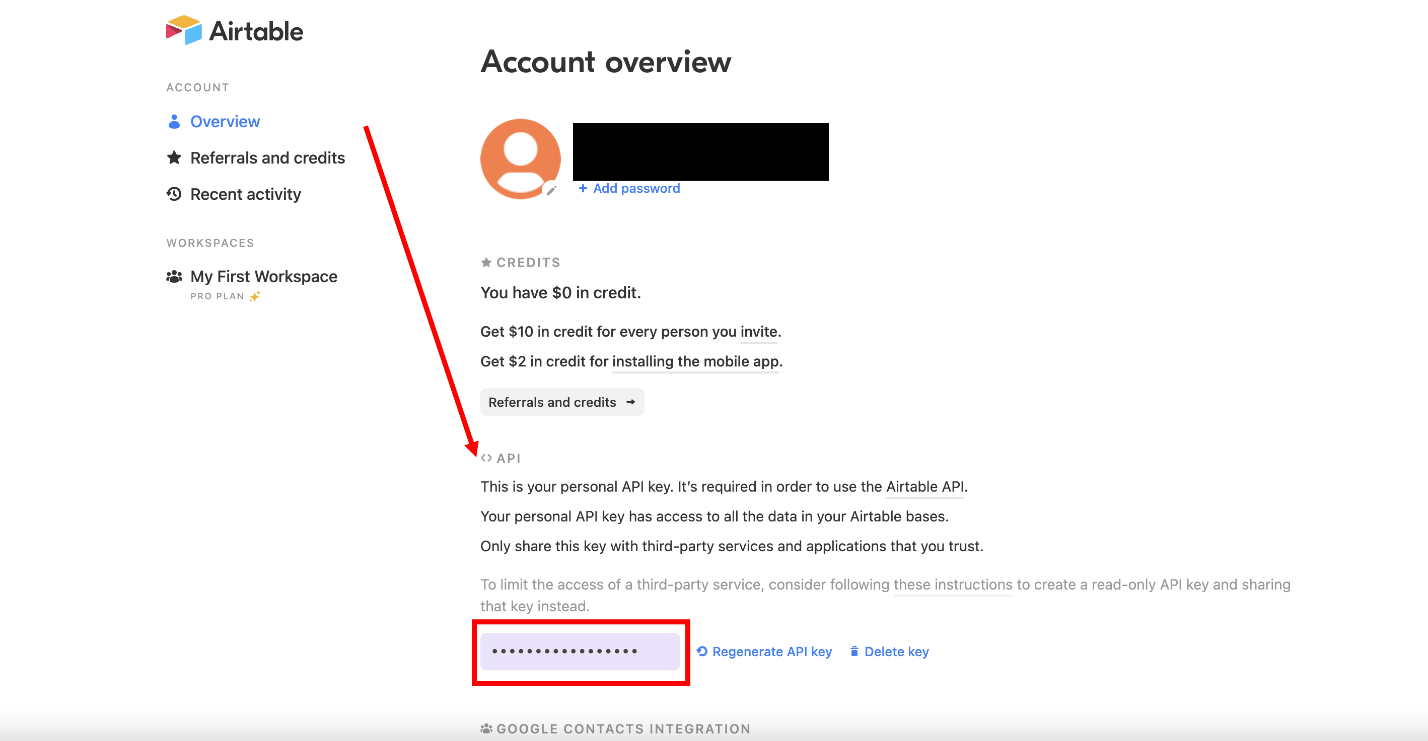 Airtable
ACCOUNT
Overview
Referrals and credits
Recent activity
WORKSPACES
My First Workspace
PRO PLAN
Account overview
+ Add password
CREDITS
You have $0 in credit.
Get $10 in credit for every person you invite.
Get $2 in credit for installing the mobile app.
Referrals and credits →
<> API
This is your personal API key. It’s required in order to use the Airtable API.
Your personal API key has access to all the data in your Airtable bases.
Only share this key with third-party services and applications that you trust.
To limit the access of a third-party service, consider following these instructions to create a read-only API key and sharing
that key instead.
•••••••••••••••••
Regenerate API key
Delete key
GOOGLE CONTACTS INTEGRATION